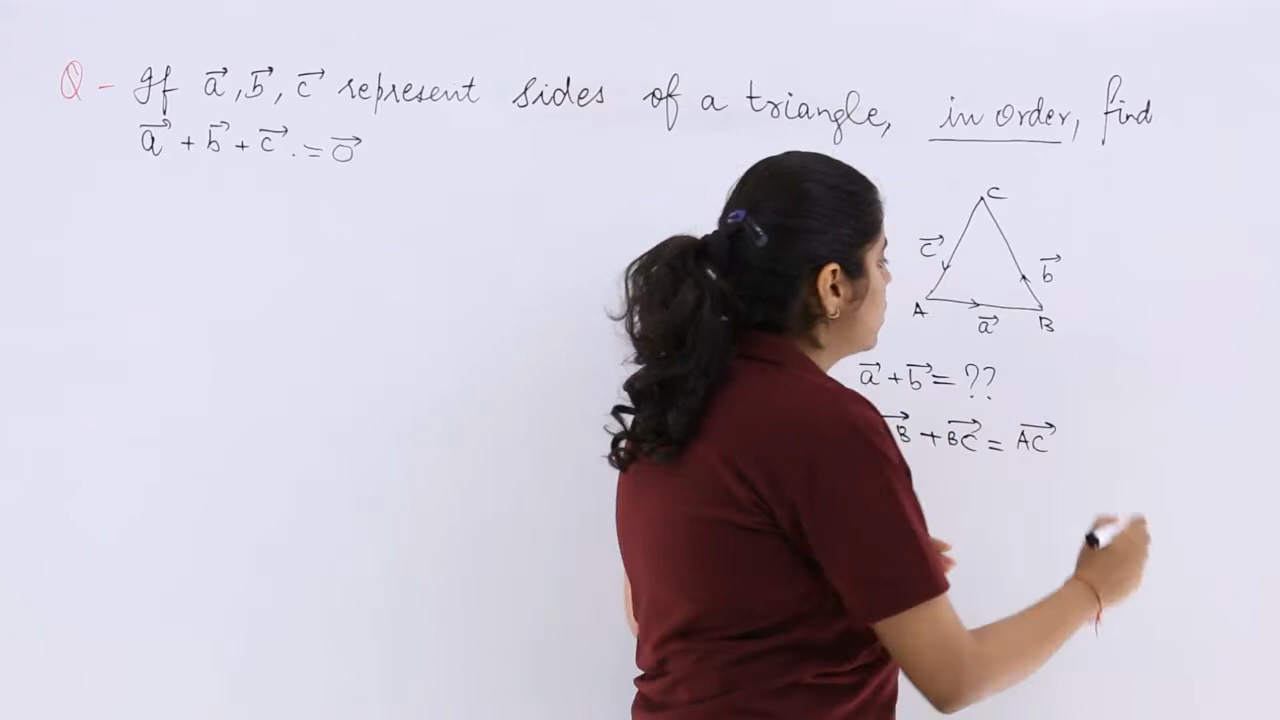 Q - If a⃗, b⃗, c⃗ represent sides of a triangle, in order, find
a⃗ + b⃗ + c⃗ . = 0⃗
C
c⃗
b⃗
A
a⃗
B
a⃗ + b⃗ = ??
B + BC⃗ = AC⃗